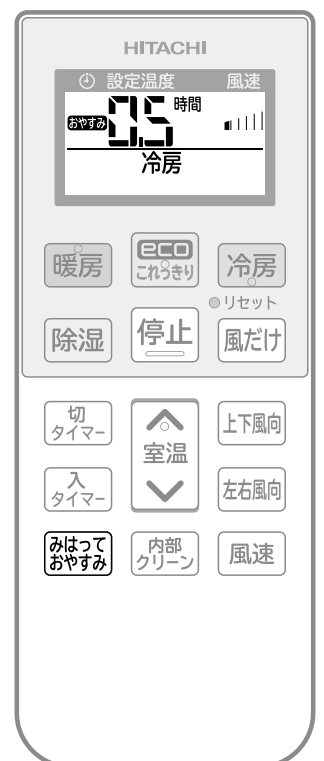 HITACHI
設定温度 風速
おやすみ 0.5 時間
冷房
暖房
eco
これっきり
冷房
リセット
除湿
停止
風だけ
切
タイマー
室温
上下風向
入
タイマー
左右風向
みはって
おやすみ
内部
クリーン
風速